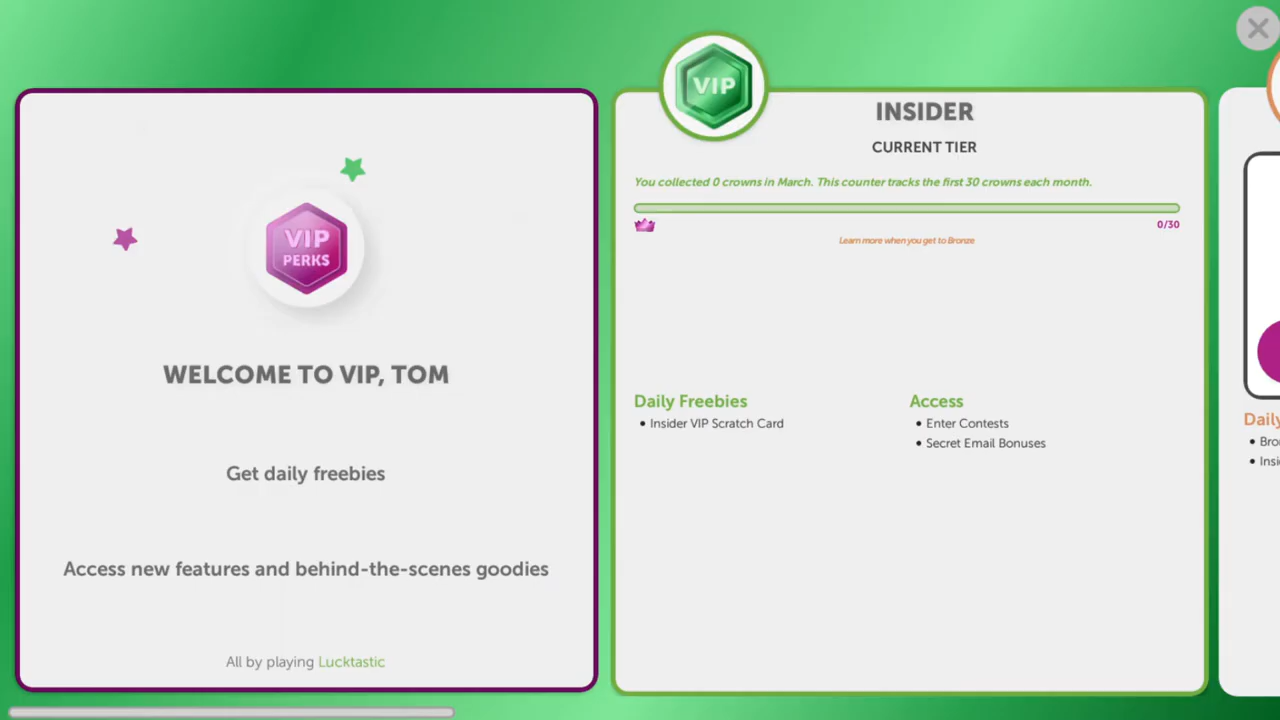 VIP
PERKS
WELCOME TO VIP, TOM
Get daily freebies
Access new features and behind-the-scenes goodies
All by playing Lucktastic
VIP
INSIDER
CURRENT TIER
You collected 0 crowns in March. This counter tracks the first 30 crowns each month.
0/30
Learn more when you get to Bronze
Daily Freebies
• Insider VIP Scratch Card
Access
• Enter Contests
• Secret Email Bonuses